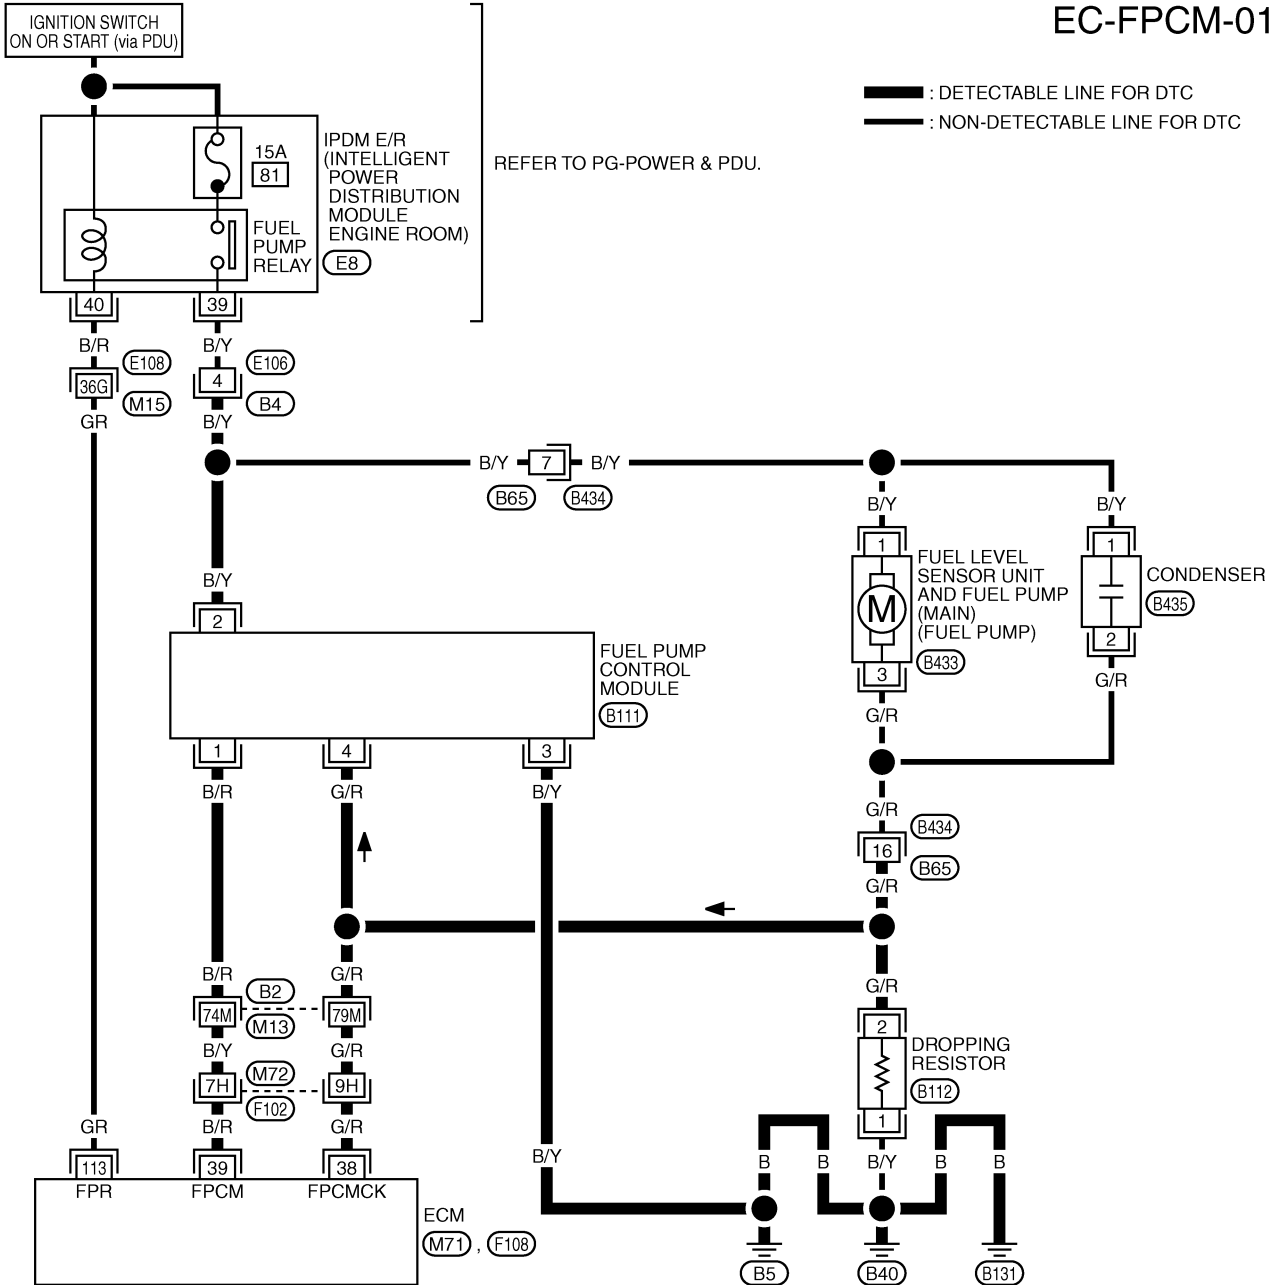 EC-FPCM-01
IGNITION SWITCH
ON OR START (via PDU)
: DETECTABLE LINE FOR DTC
: NON-DETECTABLE LINE FOR DTC
15A
81
IPDM E/R
(INTELLIGENT
POWER
DISTRIBUTION
MODULE
ENGINE ROOM)
E8
REFER TO PG-POWER & PDU.
FUEL
PUMP
RELAY
40
39
B/R
B/Y
E108
E106
36G
4
M15
B4
GR
B/Y
B/Y
7
B/Y
B65
B434
B/Y
B/Y
1
1
FUEL LEVEL
SENSOR UNIT
AND FUEL PUMP
(MAIN)
(FUEL PUMP)
B433
CONDENSER
B435
B/Y
2
2
3
G/R
G/R
FUEL PUMP
CONTROL
MODULE
B111
1
4
3
B/R
G/R
B/Y
G/R
B434
16
B65
G/R
B/R
G/R
G/R
B2
74M
79M
M13
2
DROPPING
RESISTOR
B112
B/Y
G/R
M72
7H
9H
F102
1
GR
B/R
G/R
B/Y
B
B
B/Y
B
B
113
39
38
FPR
FPCM
FPCMCK
ECM
M71 , F108
B5
B40
B131